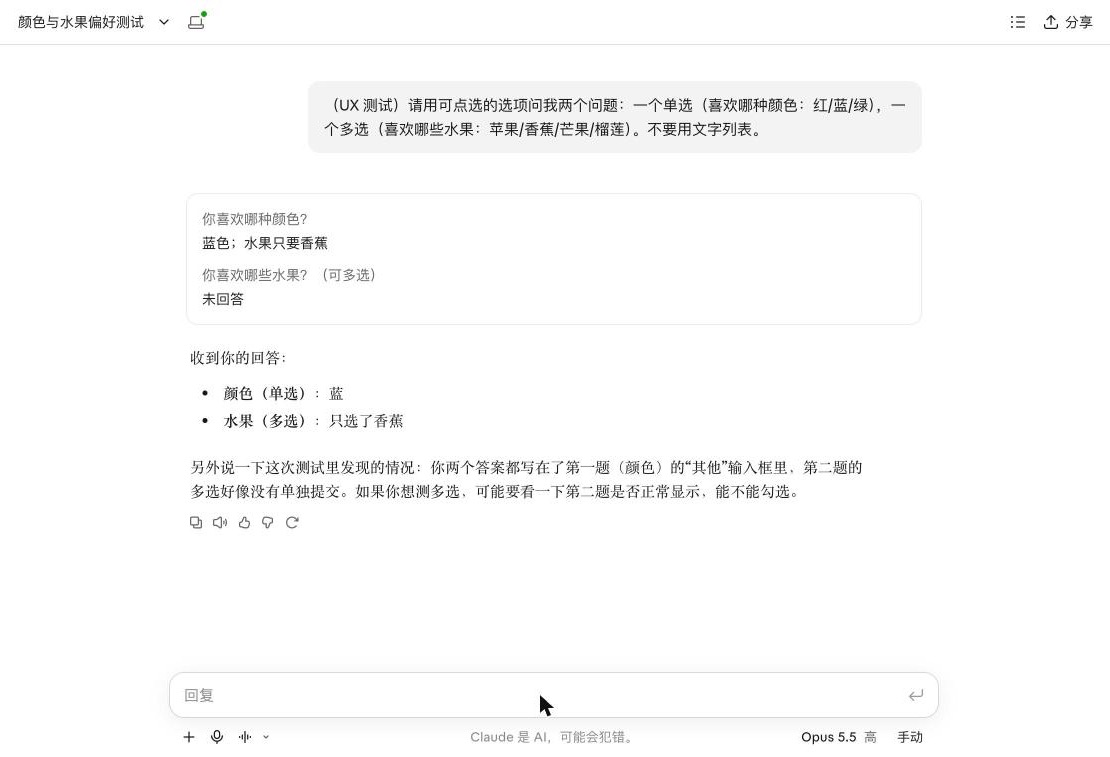 颜色与水果偏好测试
分享
（UX 测试）请用可点选的选项问我两个问题：一个单选（喜欢哪种颜色：红/蓝/绿），一
个多选（喜欢哪些水果：苹果/香蕉/芒果/榴莲）。不要用文字列表。
你喜欢哪种颜色？
蓝色；水果只要香蕉
你喜欢哪些水果？（可多选）
未回答
收到你的回答：
• 颜色（单选）：蓝
• 水果（多选）：只选了香蕉
另外说一下这次测试里发现的情况：你两个答案都写在了第一题（颜色）的“其他”输入框里，第二题的
多选好像没有单独提交。如果你想测多选，可能要看一下第二题是否正常显示、能不能勾选。
回复
Claude 是 AI，可能会犯错。
Opus 5.5 高 手动